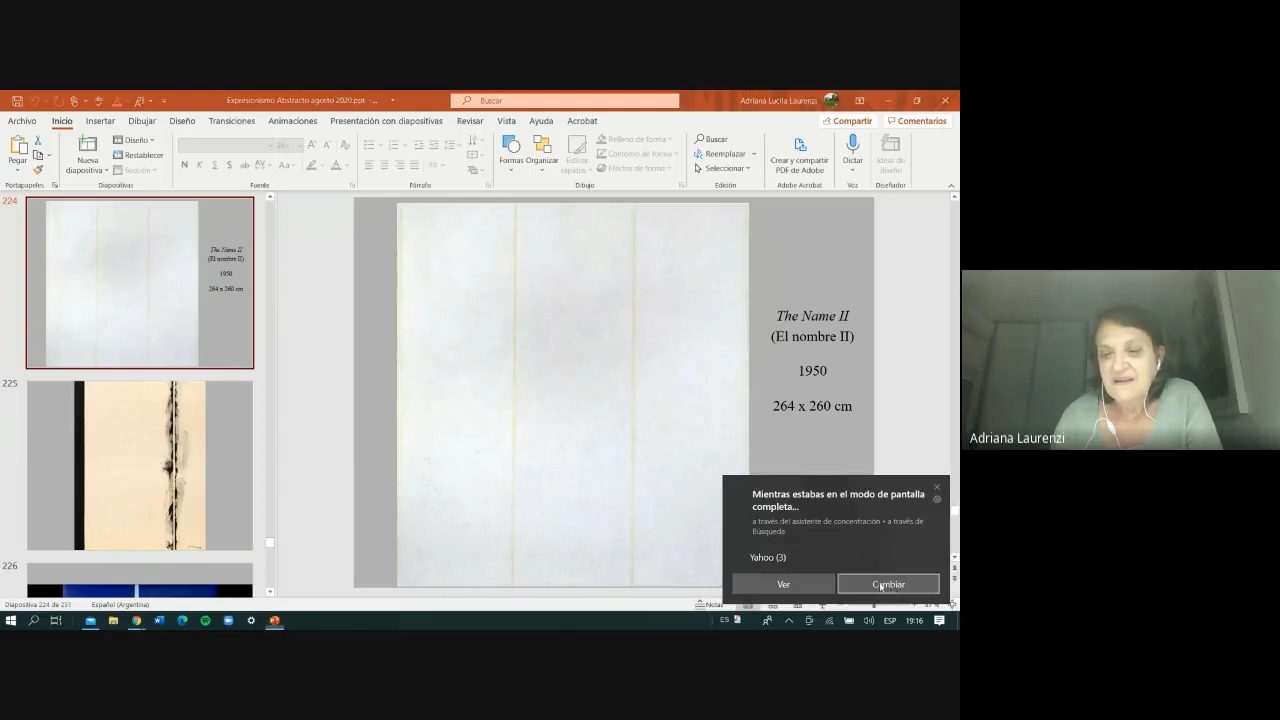 Expresionismo Abstracto agosto 2020.ppt - ...
Buscar
Adriana Lucila Laurenzi
Archivo Inicio Insertar Dibujar Diseño Transiciones Animaciones Presentación con diapositivas Revisar Vista Ayuda Acrobat
Compartir Comentarios
Pegar
Nueva diapositiva
Diseño
Restablecer
Sección
28
N K S S ab AV Aa A
Formas Organizar Estilos rápidos
Relleno de forma
Contorno de forma
Efectos de forma
Buscar
Reemplazar
Seleccionar
Crear y compartir PDF de Adobe
Dictar
Ideas de diseño
Portapapeles Diapositivas Fuente Párrafo Dibujo Edición Adobe Acrobat Voz Diseñador
224
The Name II
(El nombre II)
1950
264 x 260 cm
225
226
The Name II
(El nombre II)
1950
264 x 260 cm
Mientras estabas en el modo de pantalla
completa...
a través del asistente de concentración • a través de
Búsqueda
Yahoo (3)
Ver Cambiar
Adriana Laurenzi
Diapositiva 224 de 251 Español (Argentina) Notas
ES ESP 19:16